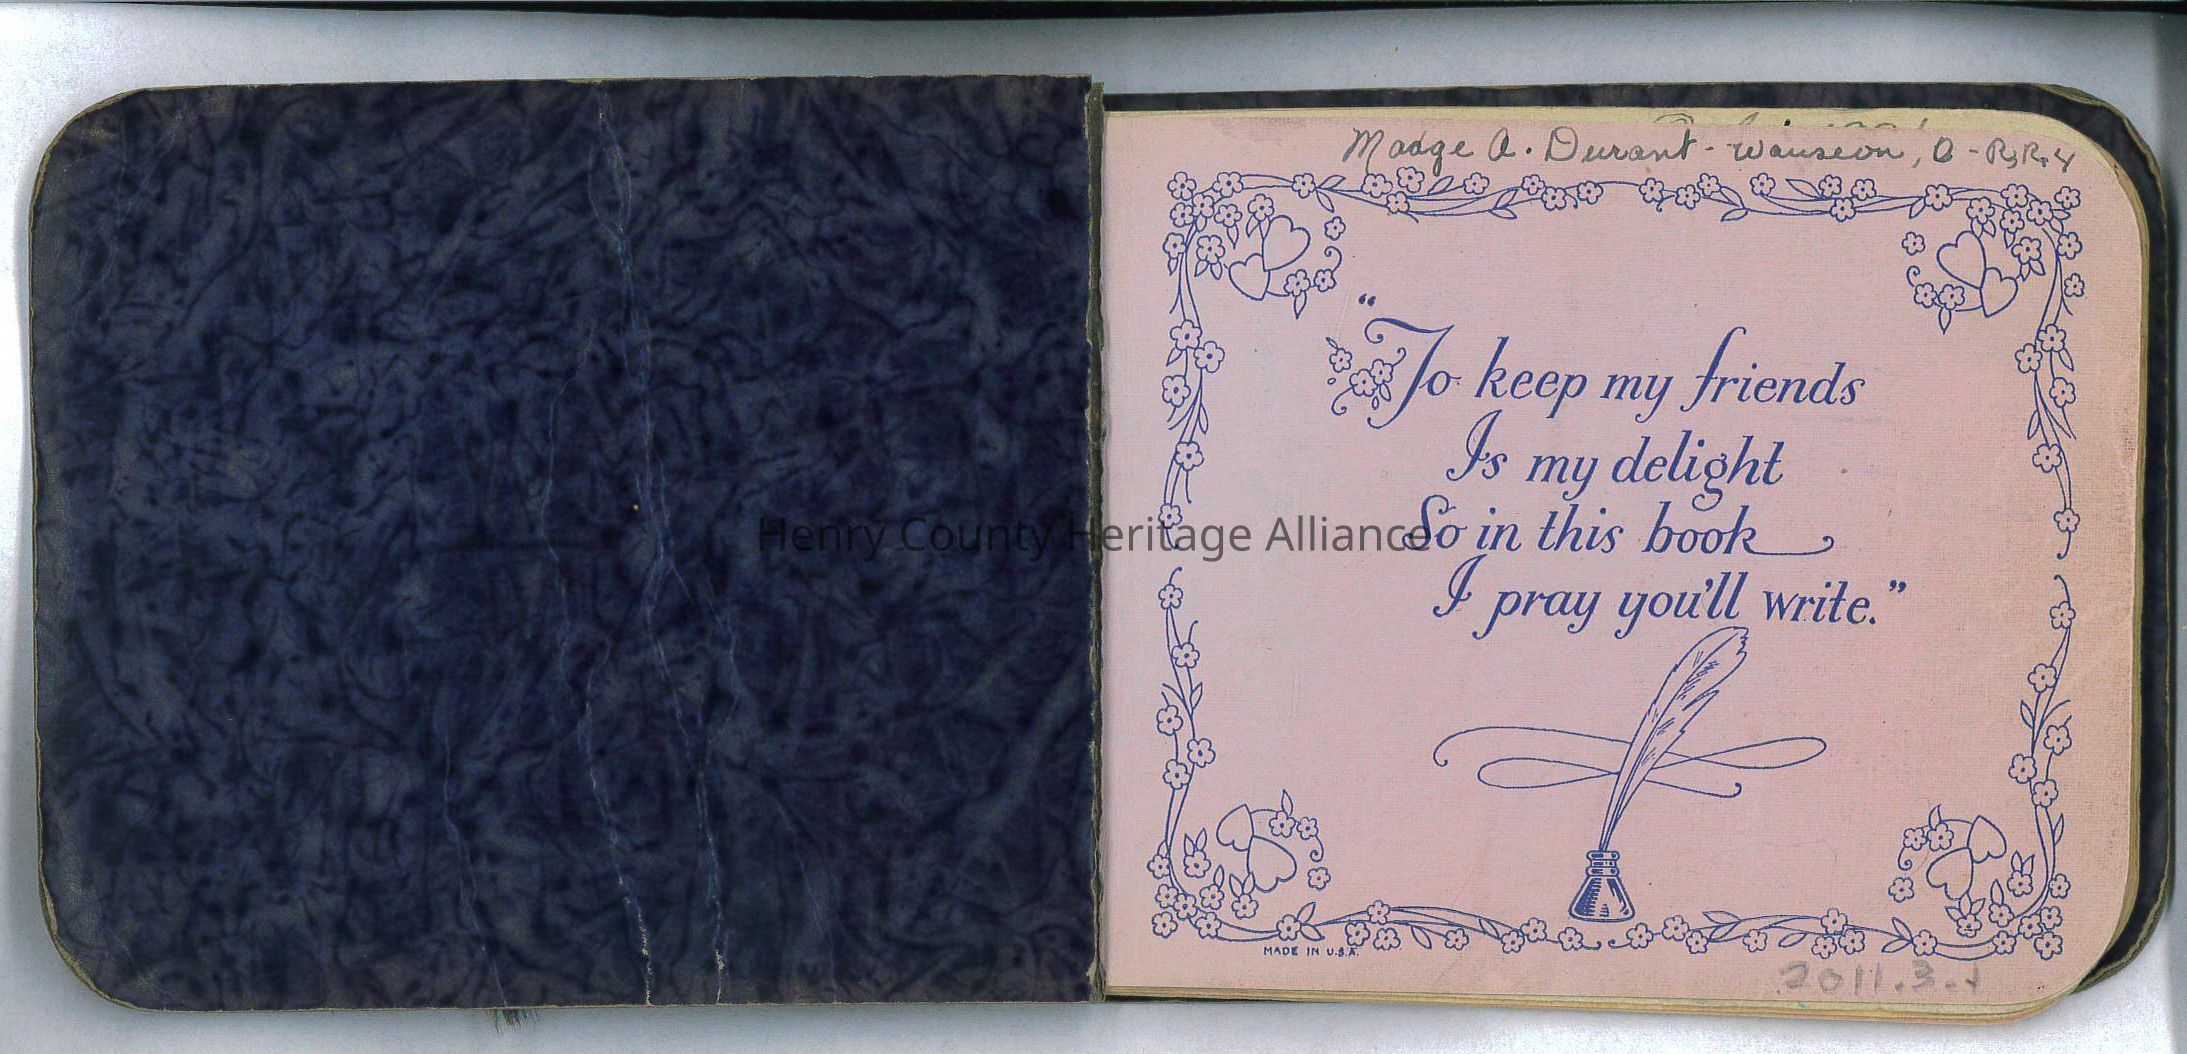 Madge A. Durant - Wauseon, O - R.R. 4
"To keep my friends
Is my delight
So in this book
I pray you'll write."
Henry County Heritage Alliance
MADE IN U.S.A.
2011.3.1